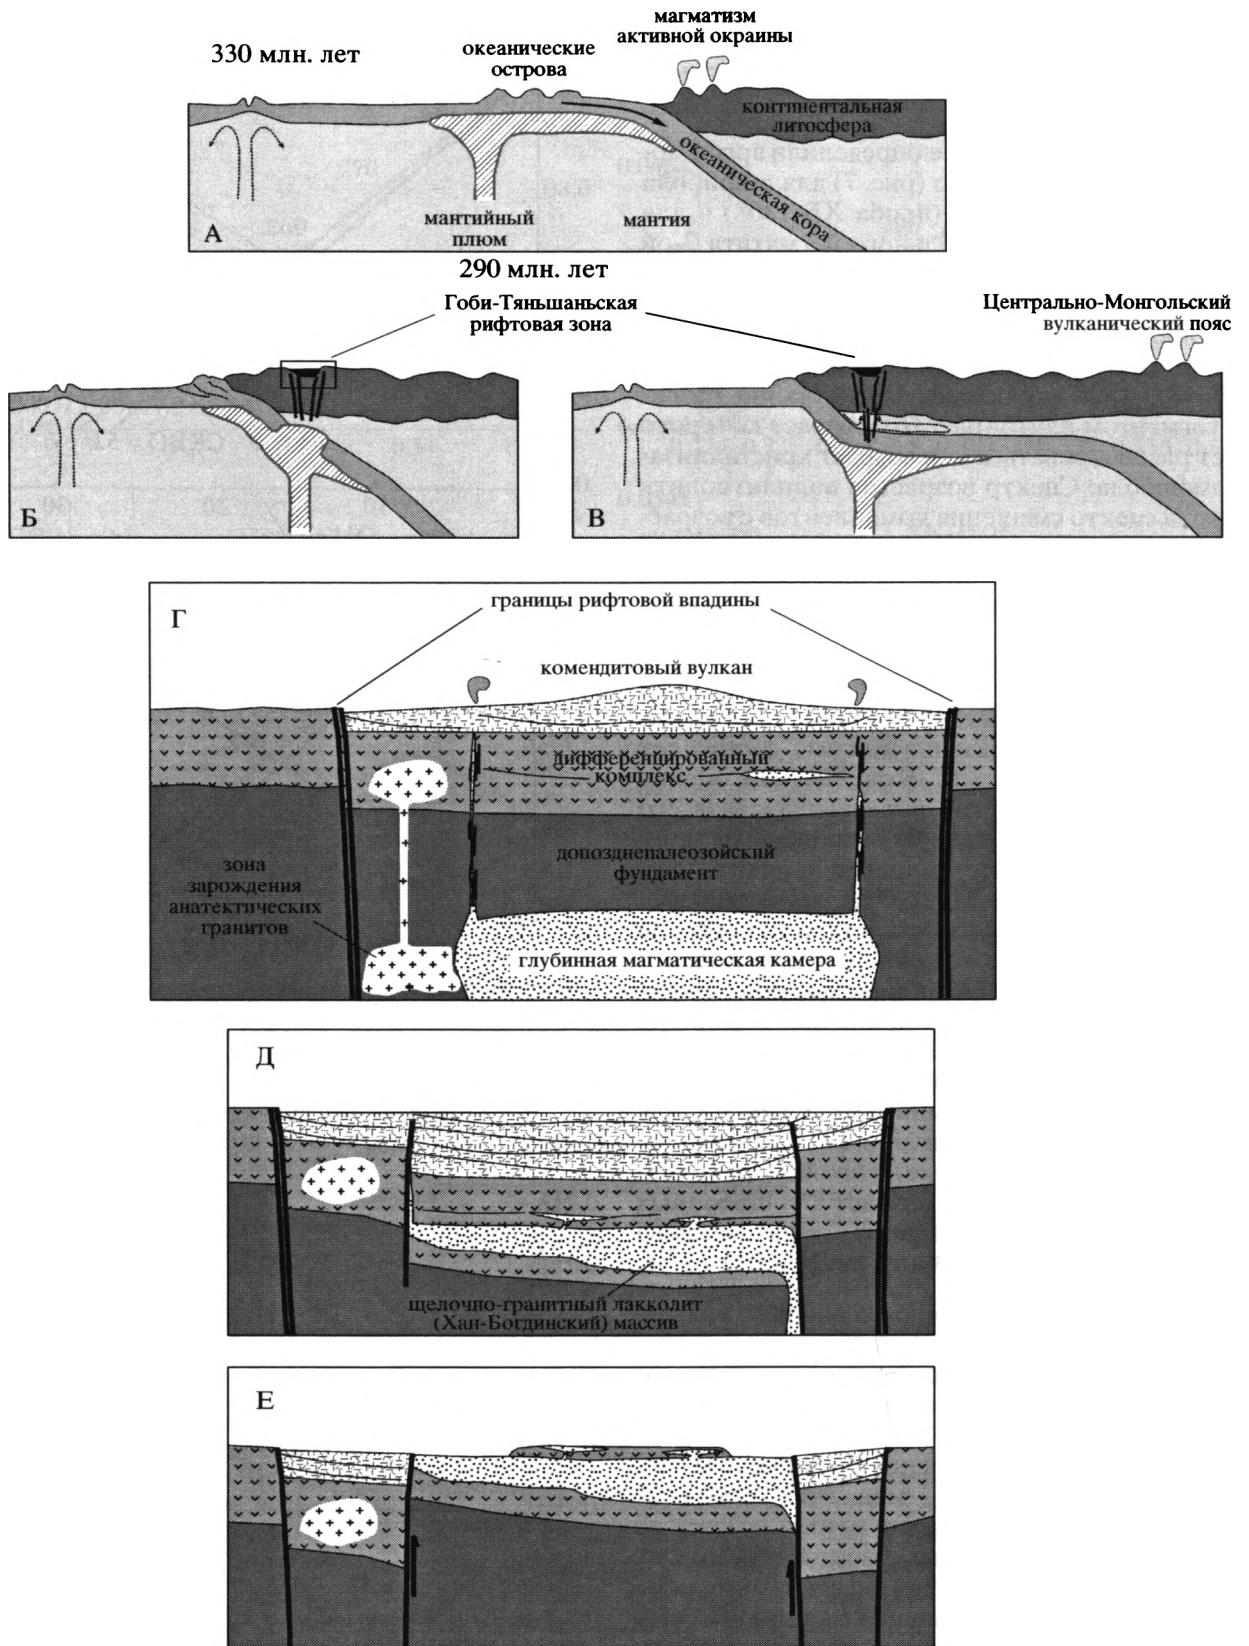 330 млн. лет
океанические
острова
магматизм
активной окраины
континентальная
литосфера
океаническая кора
мантийный
плюм
мантия
А
290 млн. лет
Гоби-Тяньшаньская
рифтовая зона
Центрально-Монгольский
вулканический пояс
Б
В
Г
границы рифтовой впадины
комендитовый вулкан
дифференцированный
комплекс
допозднепалеозойский
фундамент
зона
зарождения
анатектических
гранитов
глубинная магматическая камера
Д
щелочно-гранитный лакколит
(Хан-Богдинский) массив
Е